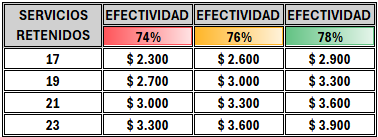 SERVICIOS RETENIDOS EFECTIVIDAD EFECTIVIDAD EFECTIVIDAD
74% 76% 78%
17 $ 2.300 $ 2.600 $ 2.900
19 $ 2.700 $ 3.000 $ 3.300
21 $ 3.000 $ 3.300 $ 3.600
23 $ 3.300 $ 3.600 $ 3.900